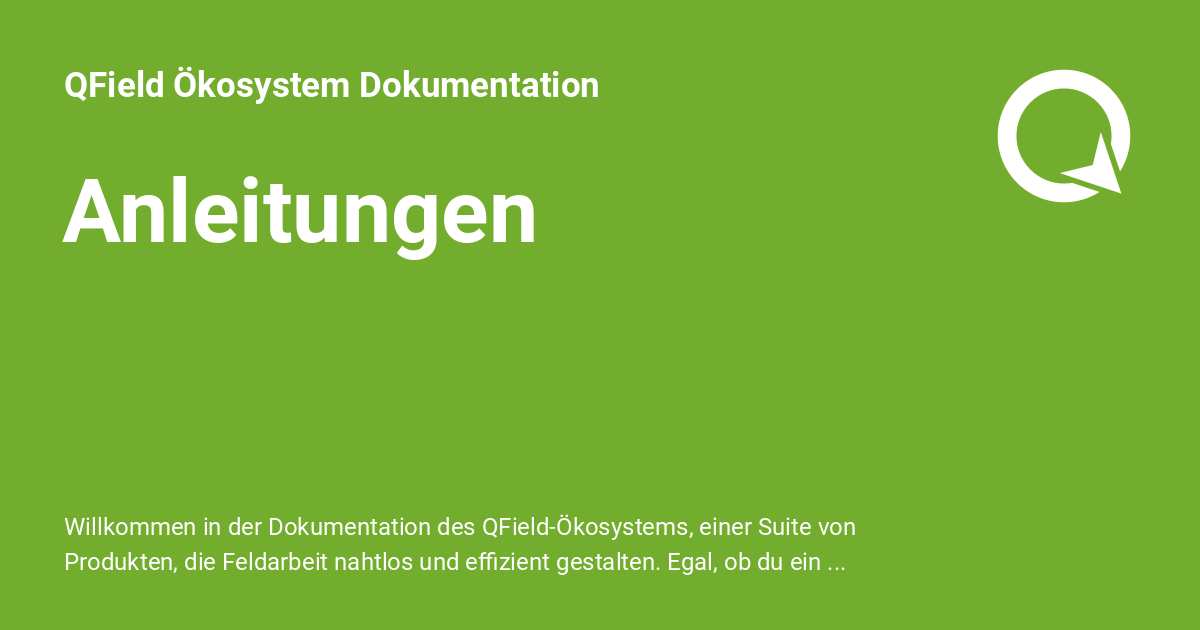 QField Ökosystem Dokumentation
Anleitungen
Willkommen in der Dokumentation des QField-Ökosystems, einer Suite von
Produkten, die Feldarbeit nahtlos und effizient gestalten. Egal, ob du ein ...